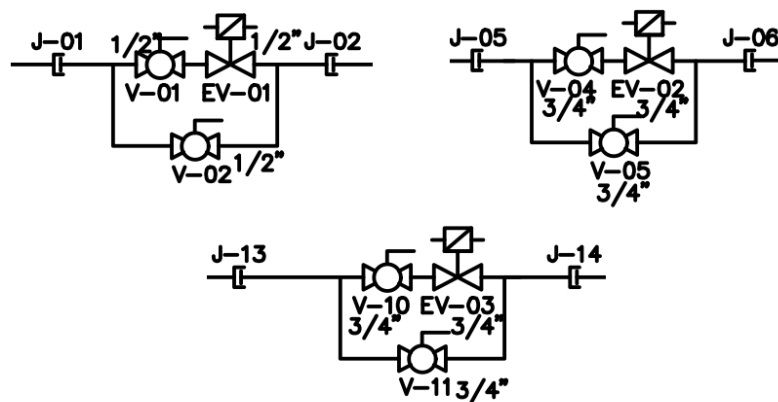 J-01
1/2"
1/2"
J-02
V-01
EV-01
V-02
1/2"
J-05
J-06
V-04
EV-02
3/4"
3/4"
V-05
3/4"
J-13
J-14
V-10
EV-03
3/4"
3/4"
V-11
3/4"